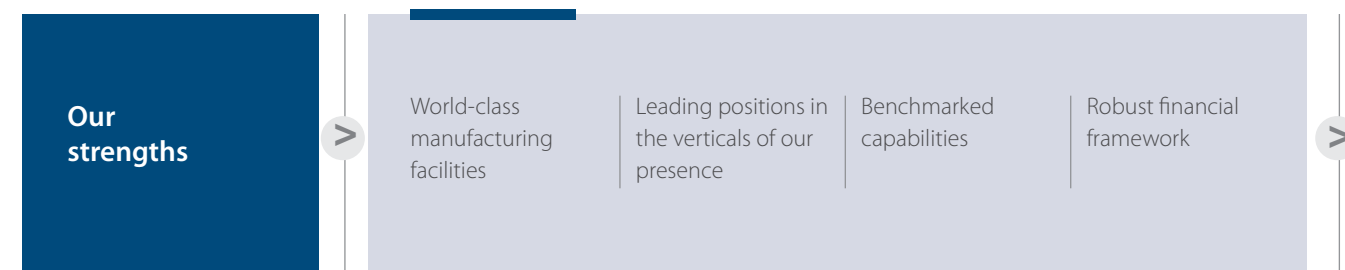 Our
strengths
>
World-class
manufacturing
facilities
Leading positions in
the verticals of our
presence
Benchmarked
capabilities
Robust financial
framework
>